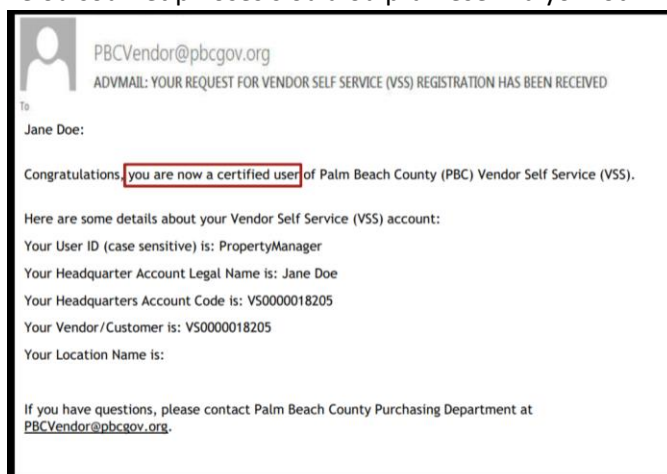 PBCVendor@pbcgov.org
ADVMAIL: YOUR REQUEST FOR VENDOR SELF SERVICE (VSS) REGISTRATION HAS BEEN RECEIVED
To
Jane Doe:
Congratulations, you are now a certified user of Palm Beach County (PBC) Vendor Self Service (VSS).
Here are some details about your Vendor Self Service (VSS) account:
Your User ID (case sensitive) is: PropertyManager
Your Headquarter Account Legal Name is: Jane Doe
Your Headquarters Account Code is: VS0000018205
Your Vendor/Customer is: VS0000018205
Your Location Name is:
If you have questions, please contact Palm Beach County Purchasing Department at
PBCVendor@pbcgov.org.